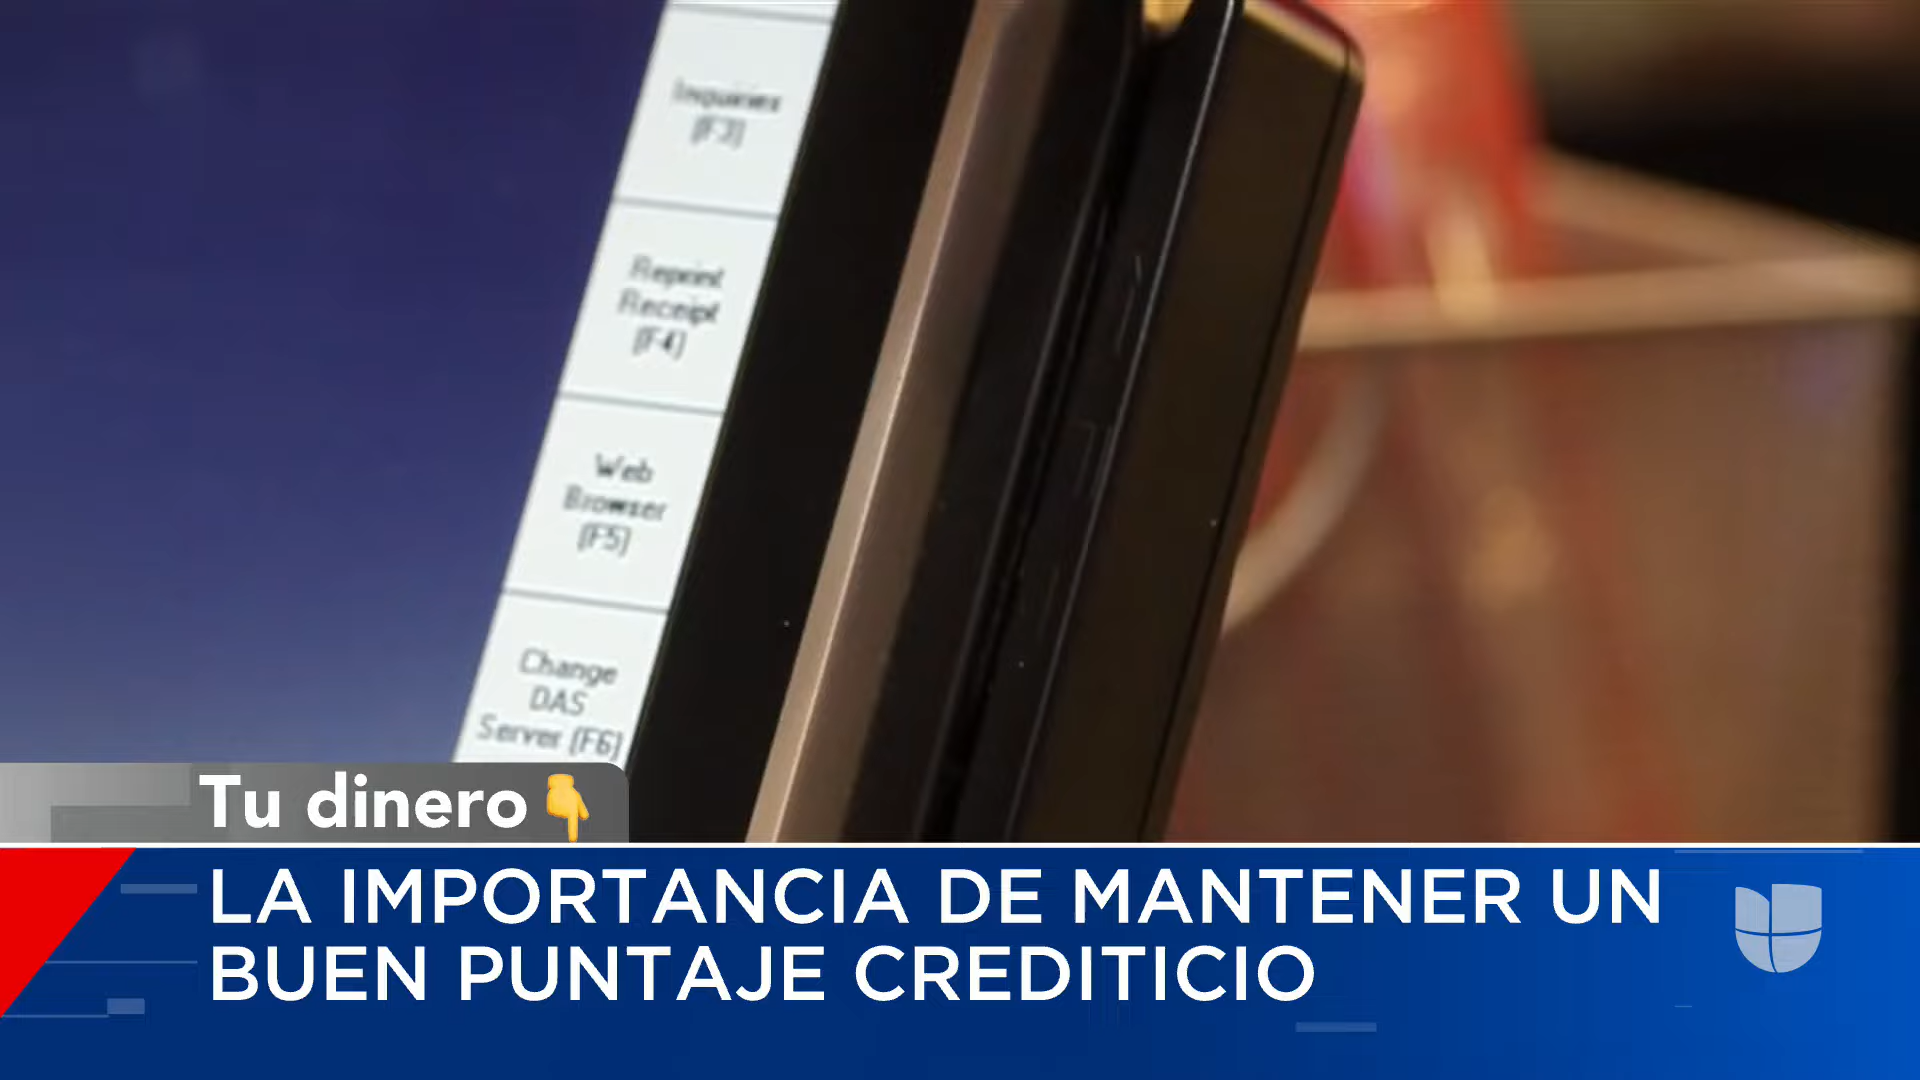 Inquiries
(F3)
Reprint
Receipt
(F4)
Web
Browser
(F5)
Change
DAS
Server (F6)
Tu dinero👇
LA IMPORTANCIA DE MANTENER UN
BUEN PUNTAJE CREDITICIO